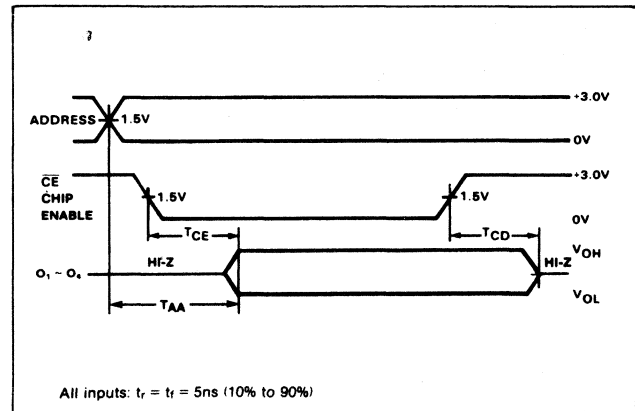 +3.0V
ADDRESS 1.5V
0V
CE +3.0V
CHIP 1.5V 1.5V
ENABLE 0V
TCE TCD
HI-Z VOH HI-Z
O₁ ~ O₄
TAA VOL
All inputs: tr = tf = 5ns (10% to 90%)